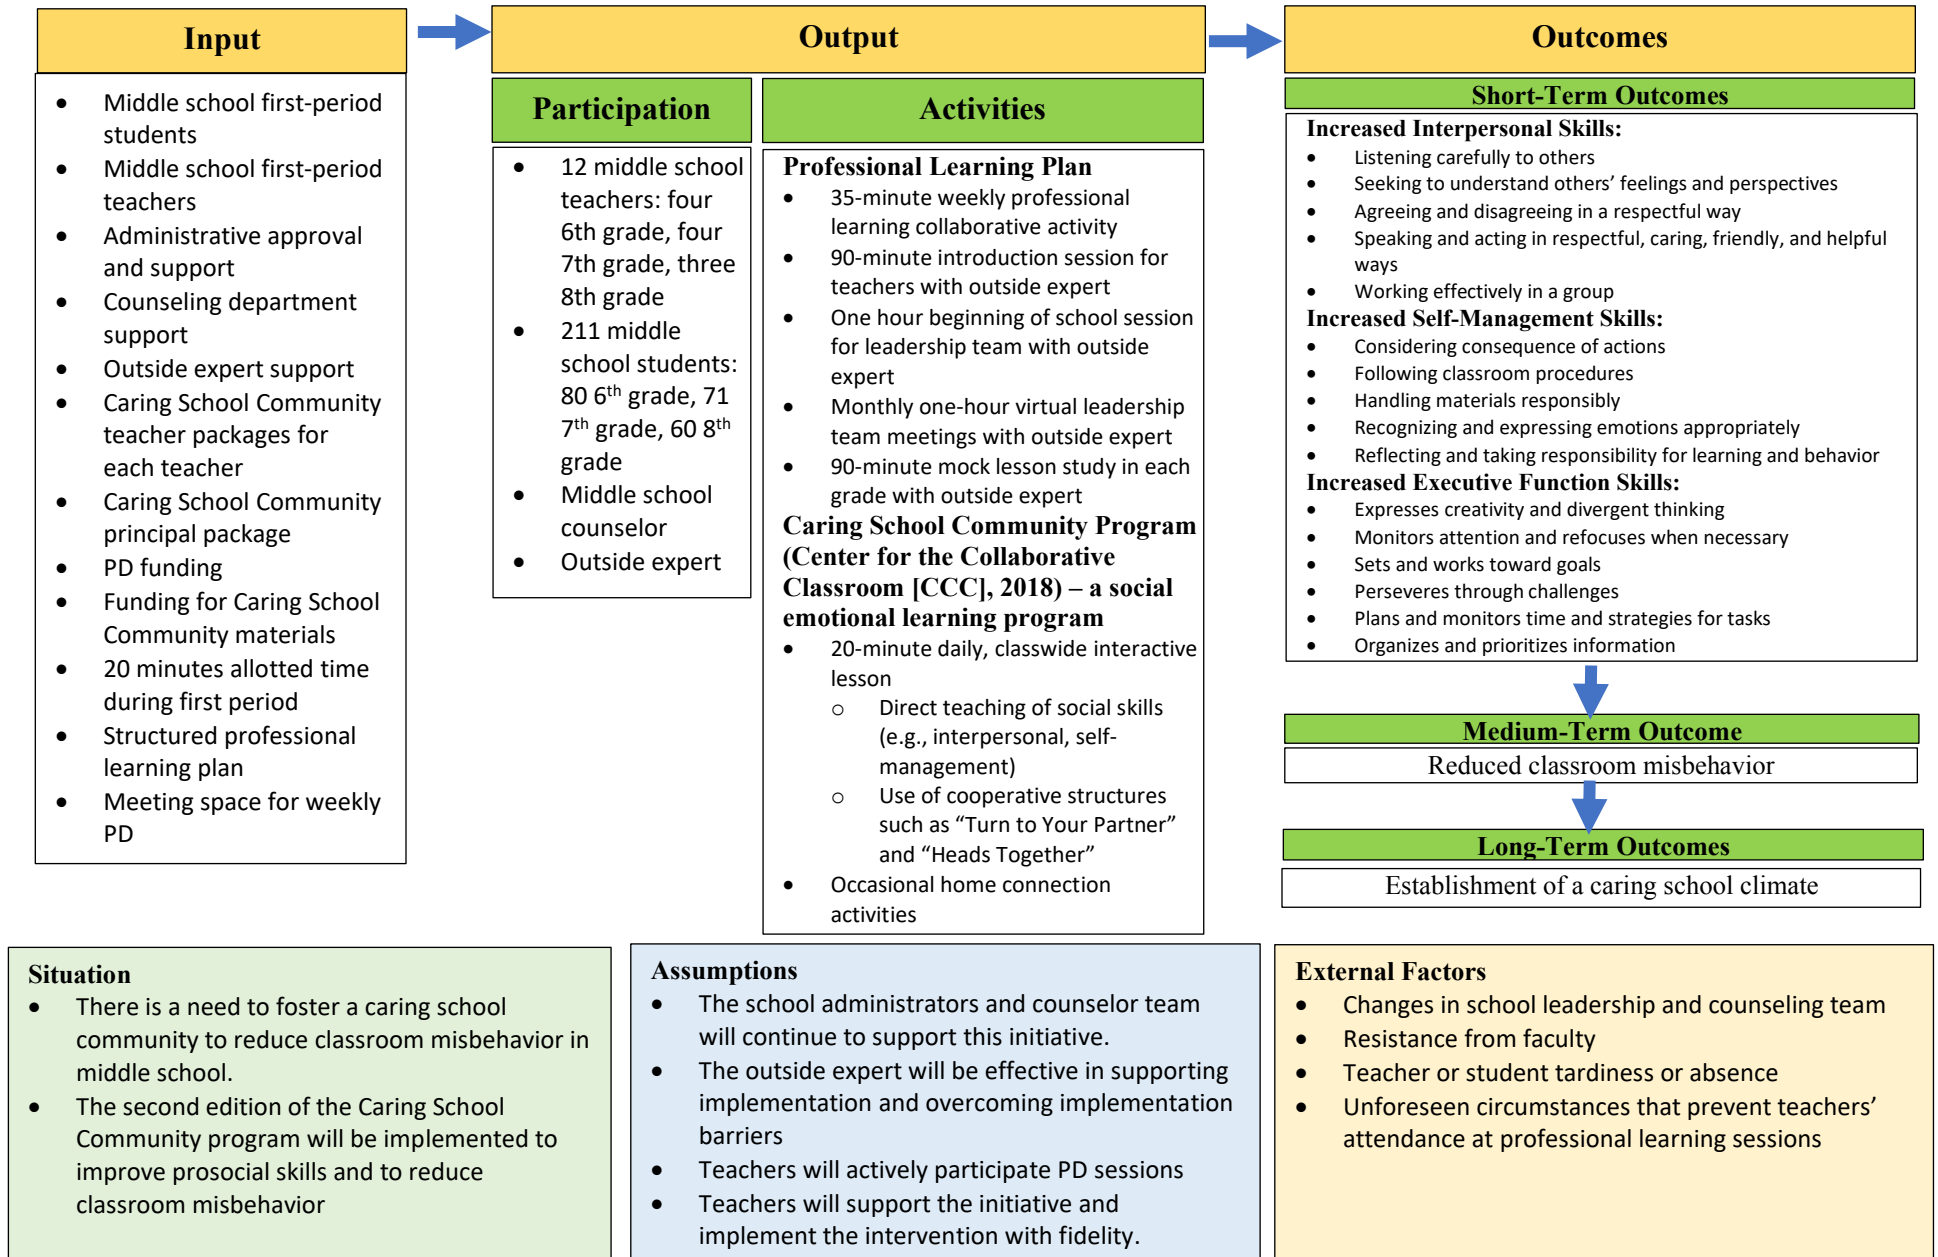 Input
• Middle school first-period
students
• Middle school first-period
teachers
• Administrative approval
and support
• Counseling department
support
• Outside expert support
• Caring School Community
teacher packages for
each teacher
• Caring School Community
principal package
• PD funding
• Funding for Caring School
Community materials
• 20 minutes allotted time
during first period
• Structured professional
learning plan
• Meeting space for weekly
PD
Output
Participation
• 12 middle school
teachers: four
6th grade, four
7th grade, three
8th grade
• 211 middle
school students:
80 6th grade, 71
7th grade, 60 8th
grade
• Middle school
counselor
• Outside expert
Activities
Professional Learning Plan
• 35-minute weekly professional
learning collaborative activity
• 90-minute introduction session for
teachers with outside expert
• One hour beginning of school session
for leadership team with outside
expert
• Monthly one-hour virtual leadership
team meetings with outside expert
• 90-minute mock lesson study in each
grade with outside expert
Caring School Community Program
(Center for the Collaborative
Classroom [CCC], 2018) – a social
emotional learning program
• 20-minute daily, classwide interactive
lesson
o Direct teaching of social skills
(e.g., interpersonal, self-
management)
o Use of cooperative structures
such as “Turn to Your Partner”
and “Heads Together”
• Occasional home connection
activities
Outcomes
Short-Term Outcomes
Increased Interpersonal Skills:
• Listening carefully to others
• Seeking to understand others’ feelings and perspectives
• Agreeing and disagreeing in a respectful way
• Speaking and acting in respectful, caring, friendly, and helpful
ways
• Working effectively in a group
Increased Self-Management Skills:
• Considering consequence of actions
• Following classroom procedures
• Handling materials responsibly
• Recognizing and expressing emotions appropriately
• Reflecting and taking responsibility for learning and behavior
Increased Executive Function Skills:
• Expresses creativity and divergent thinking
• Monitors attention and refocuses when necessary
• Sets and works toward goals
• Perseveres through challenges
• Plans and monitors time and strategies for tasks
• Organizes and prioritizes information
Medium-Term Outcome
Reduced classroom misbehavior
Long-Term Outcomes
Establishment of a caring school climate
Situation
• There is a need to foster a caring school
community to reduce classroom misbehavior in
middle school.
• The second edition of the Caring School
Community program will be implemented to
improve prosocial skills and to reduce
classroom misbehavior
Assumptions
• The school administrators and counselor team
will continue to support this initiative.
• The outside expert will be effective in supporting
implementation and overcoming implementation
barriers
• Teachers will actively participate PD sessions
• Teachers will support the initiative and
implement the intervention with fidelity.
External Factors
• Changes in school leadership and counseling team
• Resistance from faculty
• Teacher or student tardiness or absence
• Unforeseen circumstances that prevent teachers’
attendance at professional learning sessions